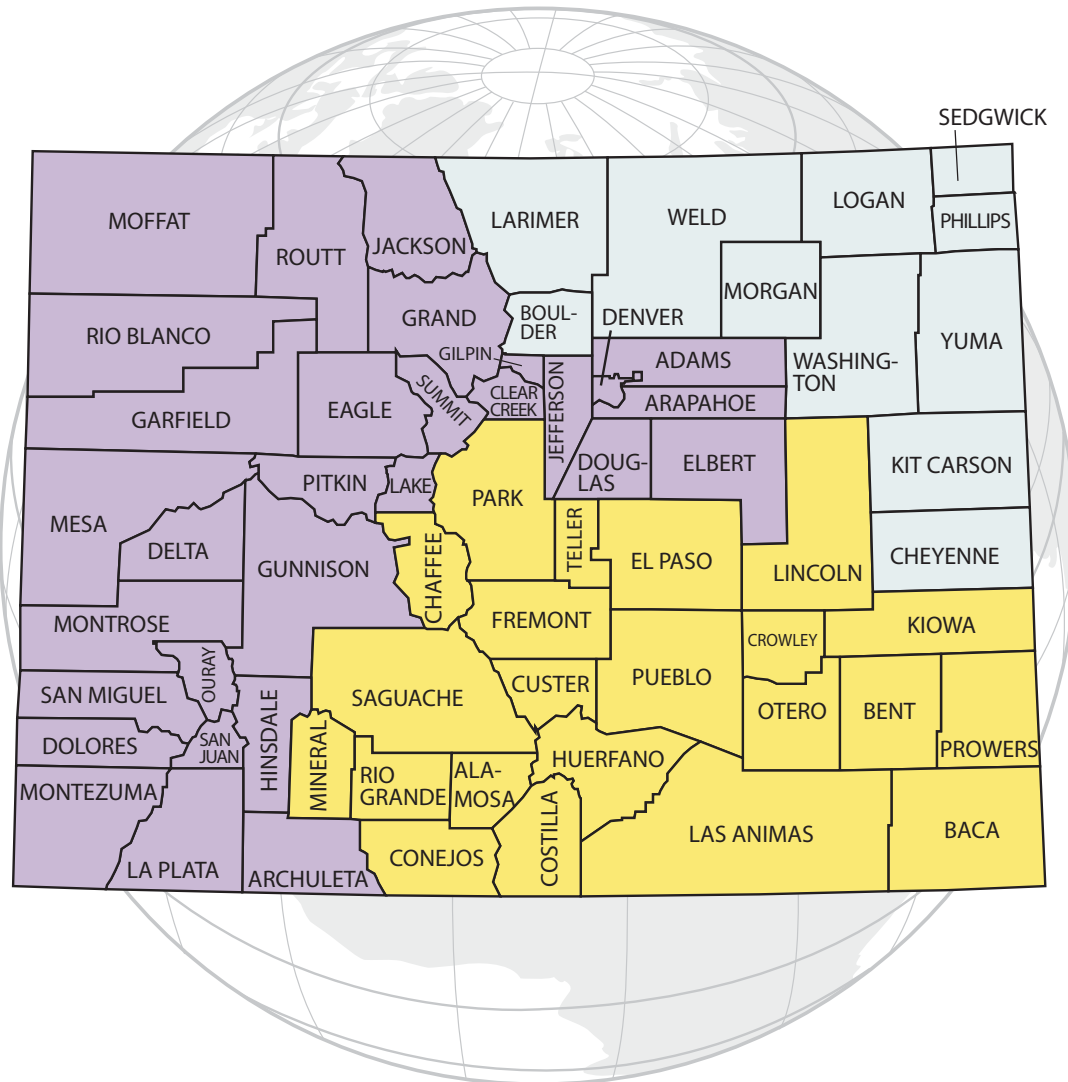 SEDGWICK
MOFFAT
ROUTT
JACKSON
LARIMER
WELD
LOGAN
PHILLIPS
RIO BLANCO
GRAND
BOUL-
DER
DENVER
MORGAN
WASHING-
TON
YUMA
GILPIN
ADAMS
GARFIELD
EAGLE
SUMMIT
CLEAR
CREEK
JEFFERSON
ARAPAHOE
MESA
PITKIN
LAKE
PARK
DOUG-
LAS
ELBERT
KIT CARSON
DELTA
GUNNISON
CHAFFEE
TELLER
EL PASO
LINCOLN
CHEYENNE
MONTROSE
FREMONT
CROWLEY
KIOWA
OURAY
SAN MIGUEL
SAGUACHE
CUSTER
PUEBLO
OTERO
BENT
PROWERS
DOLORES
SAN
JUAN
HINSDALE
MINERAL
RIO
GRANDE
ALA-
MOSA
HUERFANO
MONTEZUMA
LA PLATA
ARCHULETA
CONEJOS
COSTILLA
LAS ANIMAS
BACA